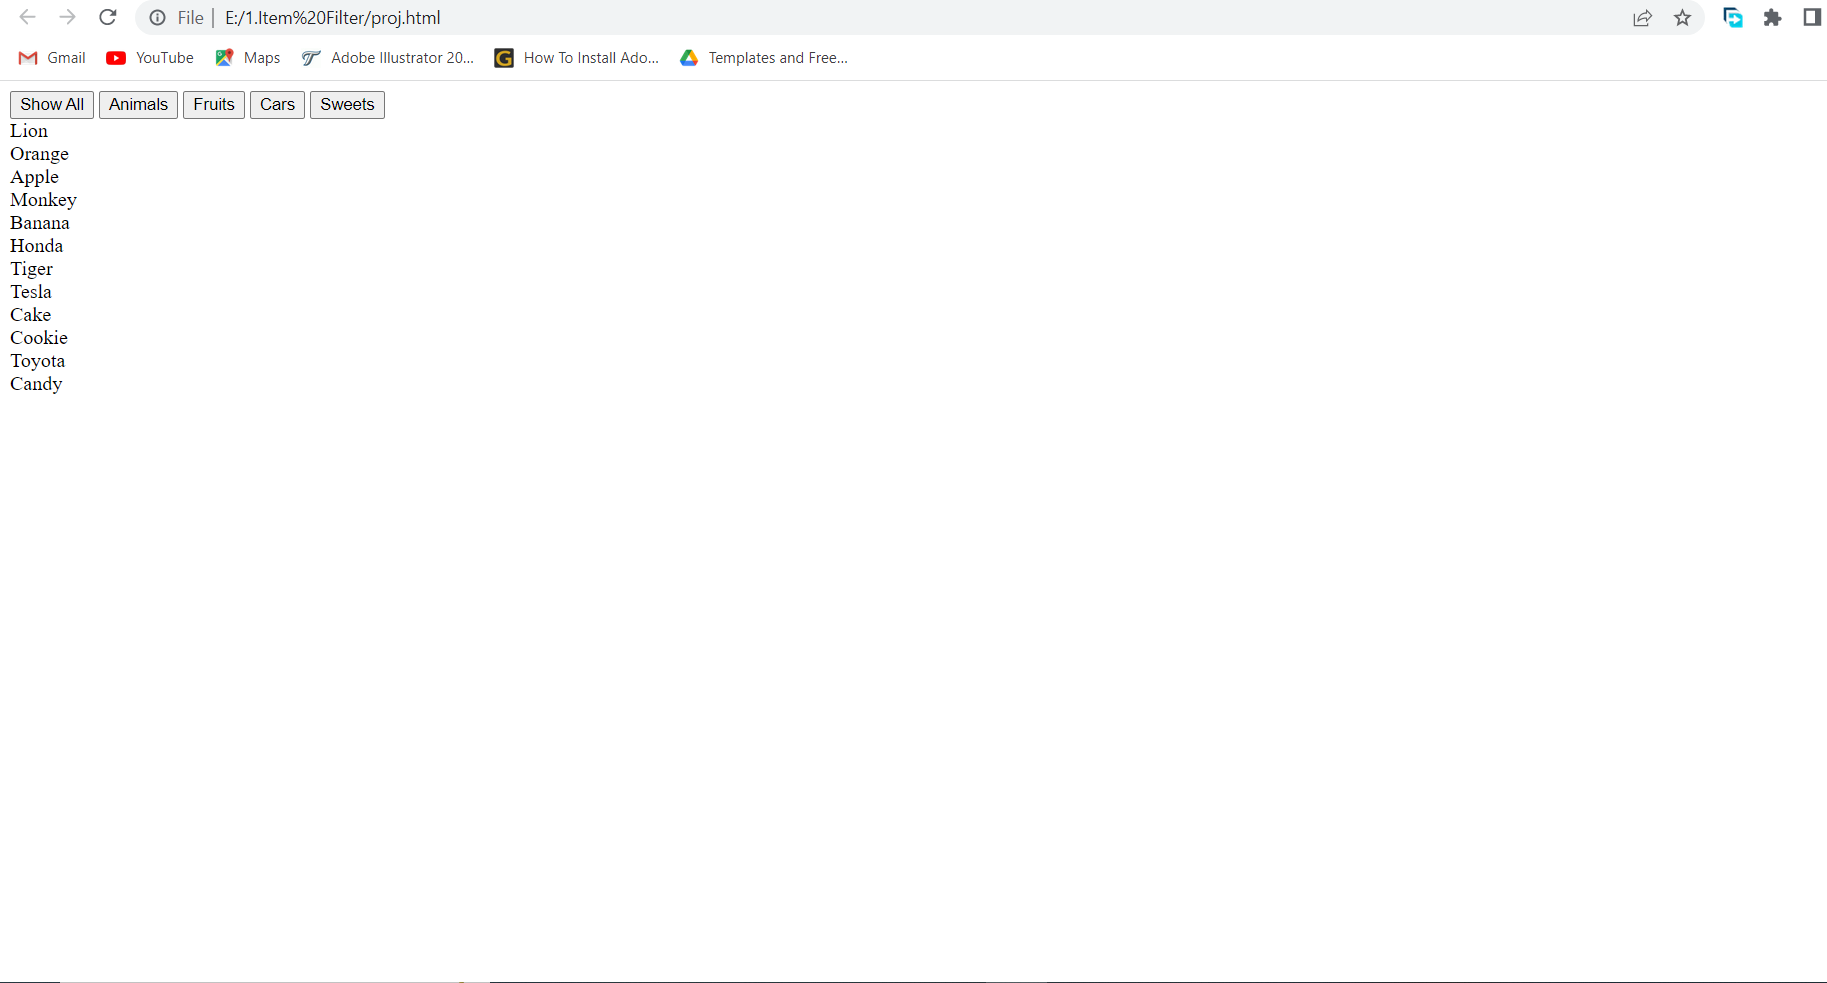 File | E:/1.Item%20Filter/proj.html
Gmail YouTube Maps Adobe Illustrator 20... How To Install Ado... Templates and Free...
Show All Animals Fruits Cars Sweets
Lion
Orange
Apple
Monkey
Banana
Honda
Tiger
Tesla
Cake
Cookie
Toyota
Candy